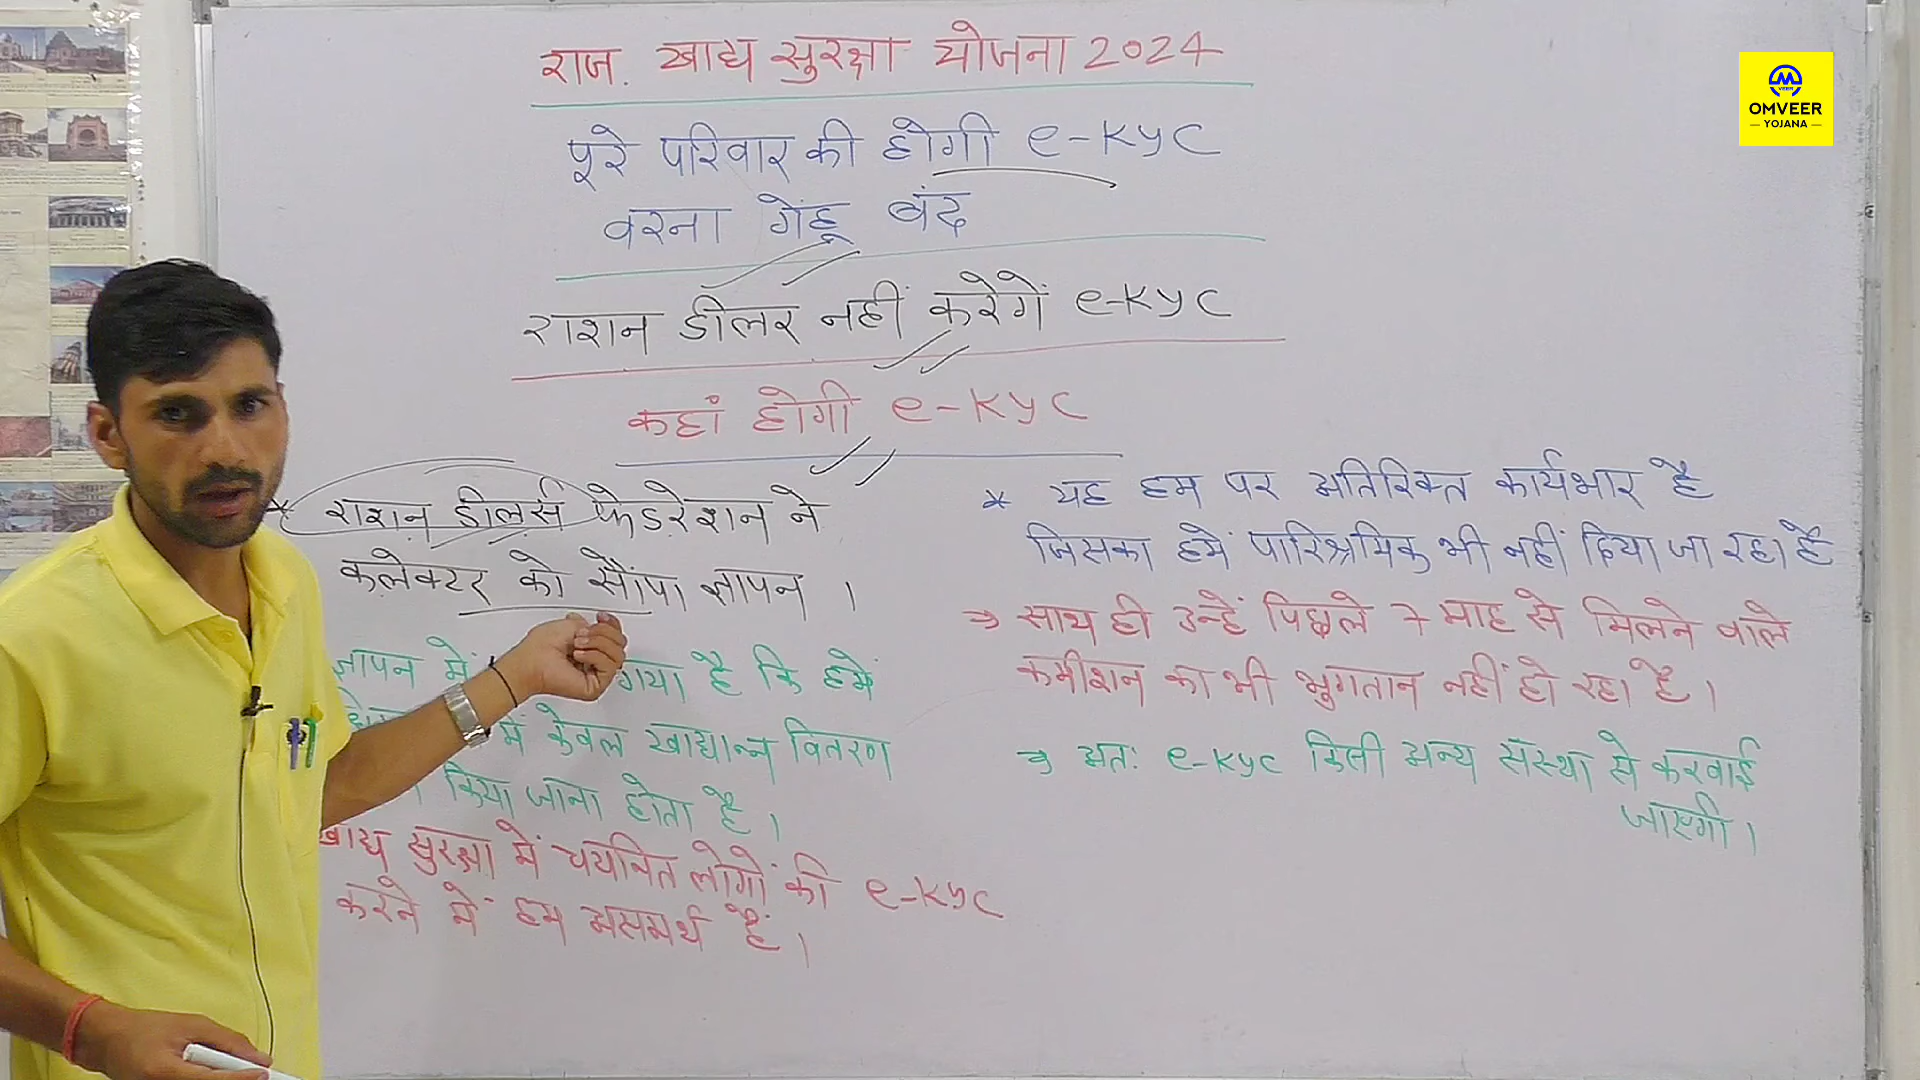 राज. खाद्य सुरक्षा योजना 2024
पूरे परिवार की होगी e-KYC
वरना गेंहू बंद
राशन डीलर नहीं करेगें e-KYC
कहां होगी e-KYC
* राशन डीलर्स फेडरेशन ने
कलेक्टर को सौंपा ज्ञापन ।
ज्ञापन में गया है कि हमें
में केवल खाद्यान्न वितरण
किया जाना होता है ।
खाद्य सुरक्षा में चयनित लोगों की e-KYC
करने में हम असमर्थ हैं ।
* यह हम पर अतिरिक्त कार्यभार है
जिसका हमें पारिश्रमिक भी नहीं दिया जा रहा है
→ साथ ही उन्हें पिछले 7 माह से मिलने वाले
कमीशन का भी भुगतान नहीं हो रहा है ।
→ अतः e-KYC किसी अन्य संस्था से करवाई
जाएगी ।
VEER
OMVEER
— YOJANA —